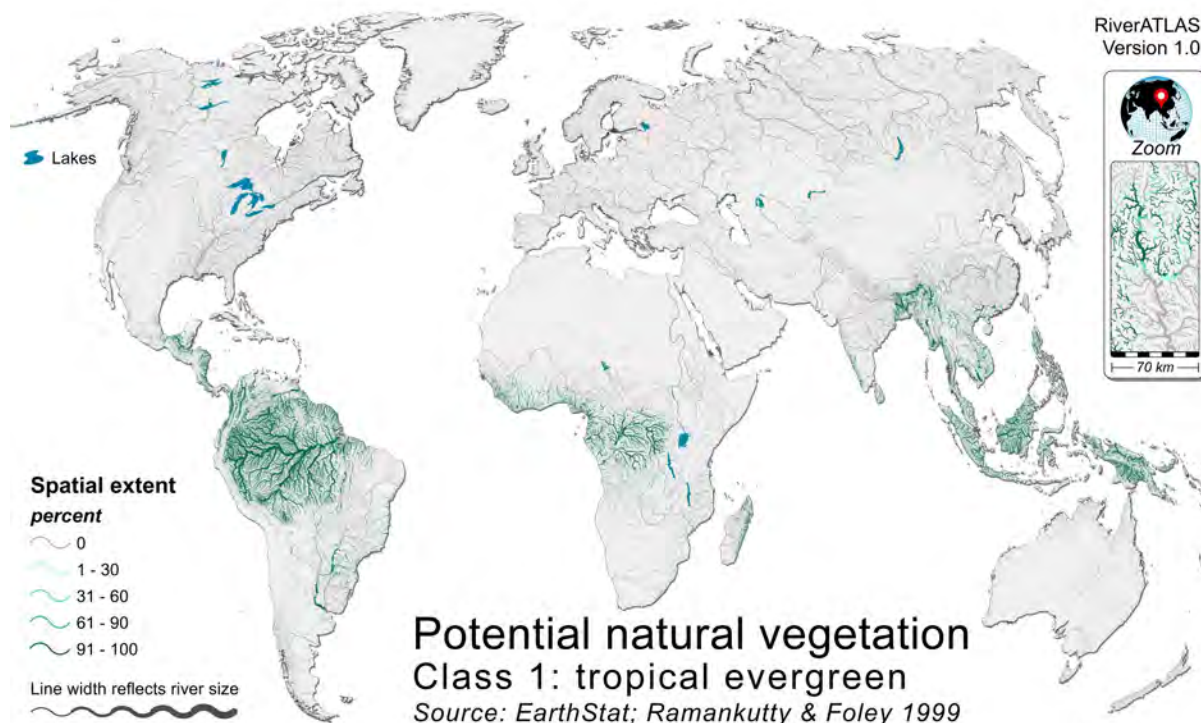 RiverATLAS
Version 1.0
Zoom
70 km
Lakes
Spatial extent
percent
0
1 - 30
31 - 60
61 - 90
91 - 100
Line width reflects river size
Potential natural vegetation
Class 1: tropical evergreen
Source: EarthStat; Ramankutty & Foley 1999